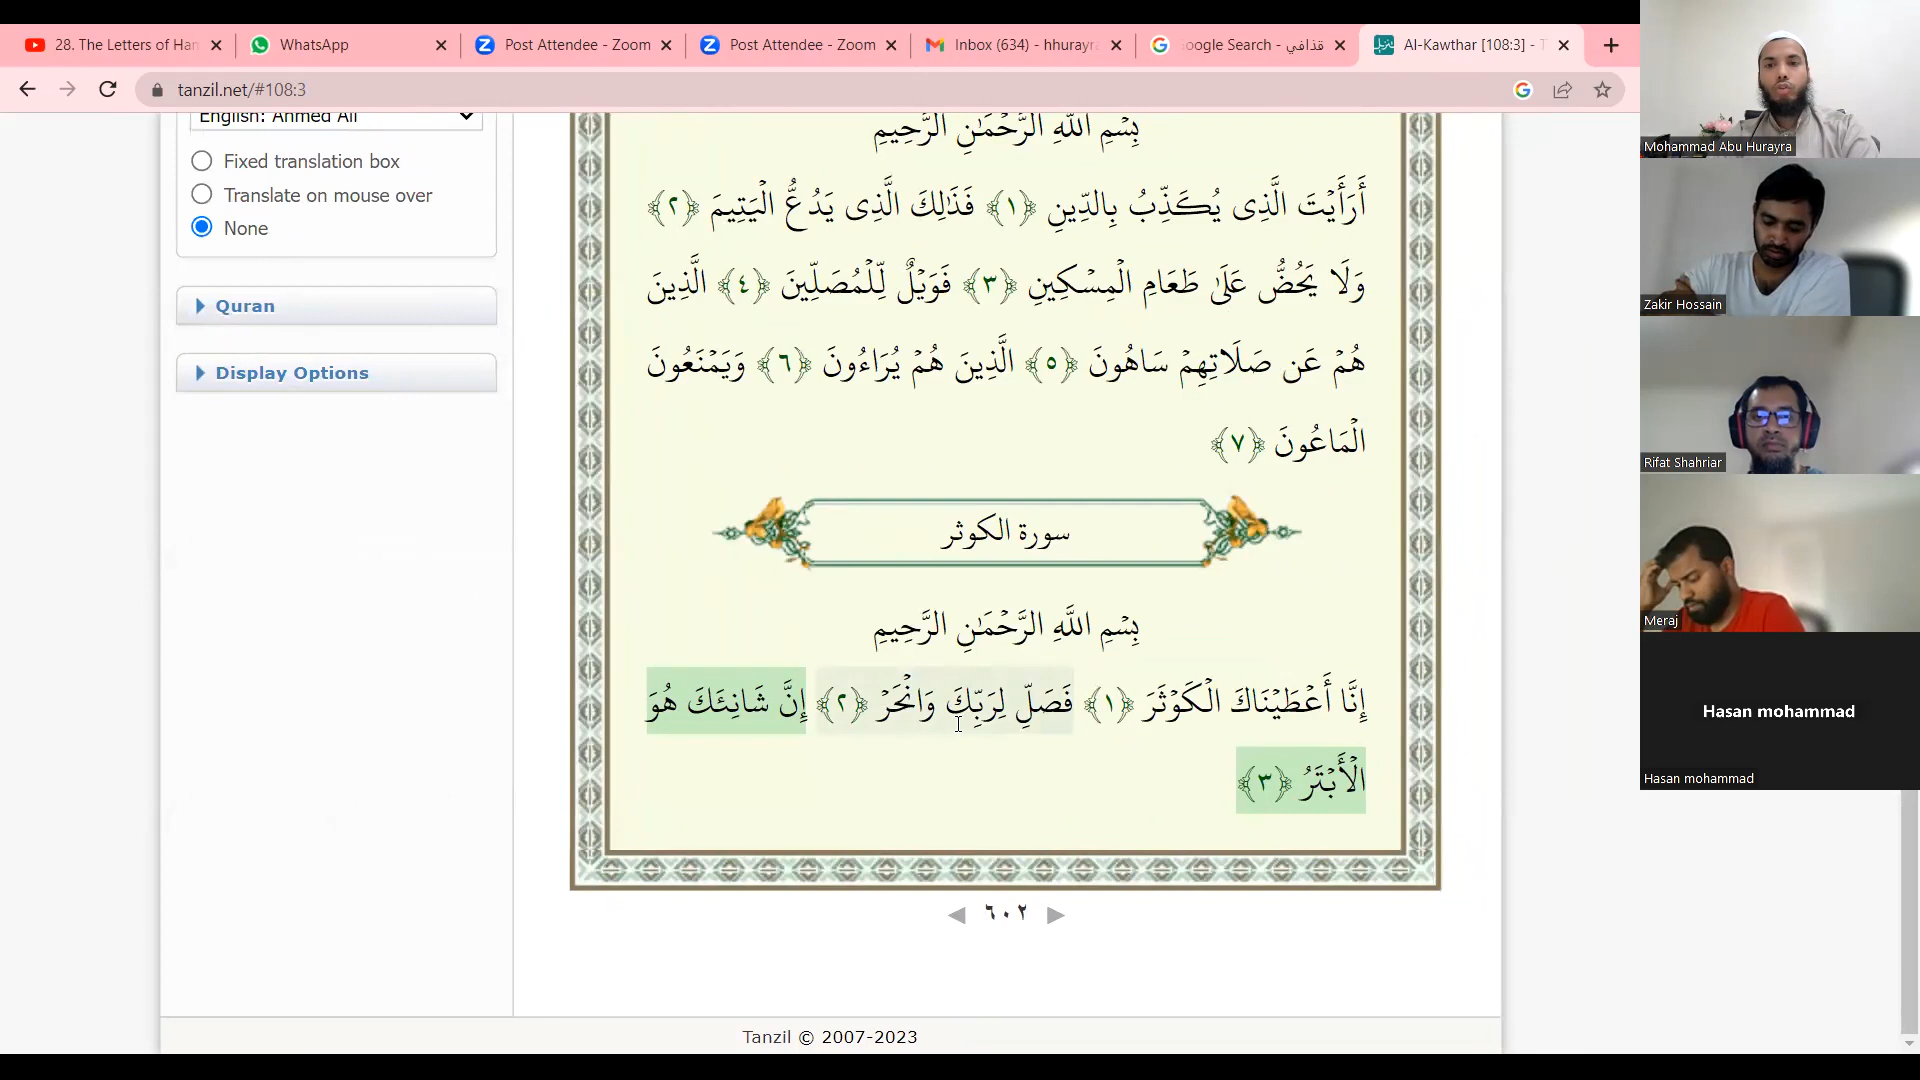 28. The Letters of Har
WhatsApp
Post Attendee - Zoom
Post Attendee - Zoom
Inbox (634) - hhurayra
قذافي - Google Search
Al-Kawthar [108:3] - T
tanzil.net/#108:3
English: Ahmed Ali
Fixed translation box
Translate on mouse over
None
Quran
Display Options
بِسْمِ اللَّهِ الرَّحْمَٰنِ الرَّحِيمِ
أَرَأَيْتَ الَّذِى يُكَذِّبُ بِالدِّينِ ﴿١﴾ فَذَٰلِكَ الَّذِى يَدُعُّ الْيَتِيمَ ﴿٢﴾
وَلَا يَحُضُّ عَلَىٰ طَعَامِ الْمِسْكِينِ ﴿٣﴾ فَوَيْلٌ لِّلْمُصَلِّينَ ﴿٤﴾ الَّذِينَ
هُمْ عَن صَلَاتِهِمْ سَاهُونَ ﴿٥﴾ الَّذِينَ هُمْ يُرَاءُونَ ﴿٦﴾ وَيَمْنَعُونَ
الْمَاعُونَ ﴿٧﴾
سورة الكوثر
بِسْمِ اللَّهِ الرَّحْمَٰنِ الرَّحِيمِ
إِنَّا أَعْطَيْنَاكَ الْكَوْثَرَ ﴿١﴾ فَصَلِّ لِرَبِّكَ وَانْحَرْ ﴿٢﴾ إِنَّ شَانِئَكَ هُوَ
الْأَبْتَرُ ﴿٣﴾
٦٠٢
Tanzil © 2007-2023
Mohammad Abu Hurayra
Zakir Hossain
Rifat Shahriar
Meraj
Hasan mohammad
Hasan mohammad